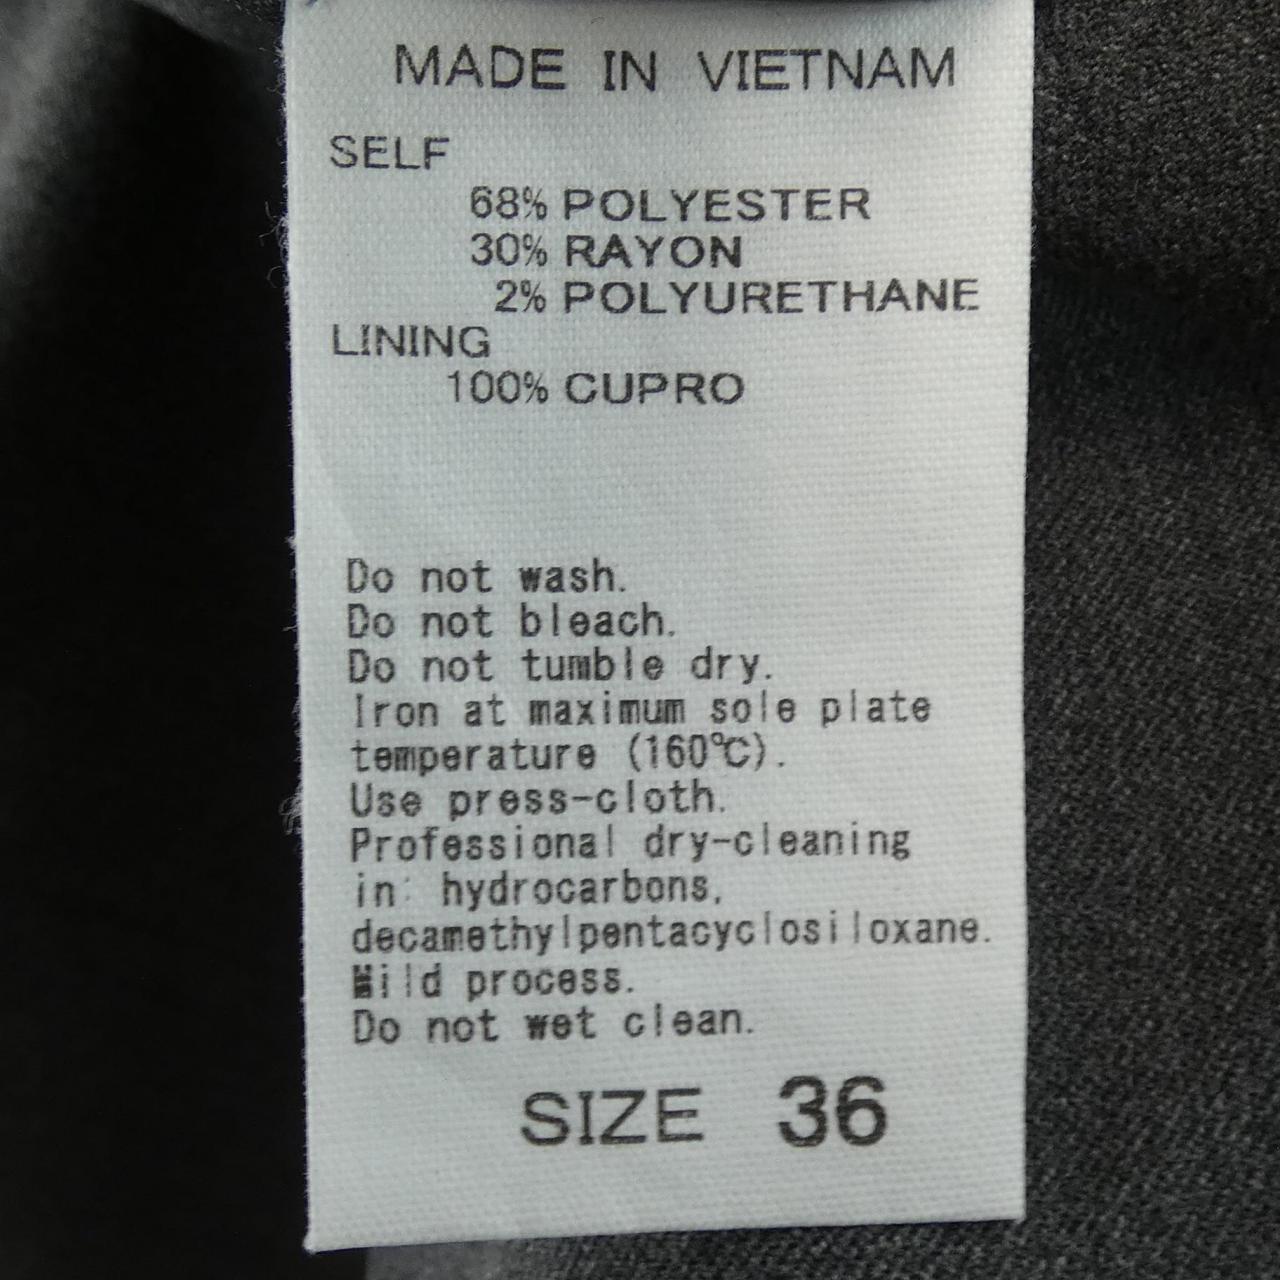 MADE IN VIETNAM
SELF
68% POLYESTER
30% RAYON
2% POLYURETHANE
LINING
100% CUPRO
Do not wash.
Do not bleach.
Do not tumble dry.
Iron at maximum sole plate
temperature (160℃).
Use press-cloth.
Professional dry-cleaning
in: hydrocarbons,
decamethylpentacyclosiloxane.
Mild process.
Do not wet clean.
SIZE 36